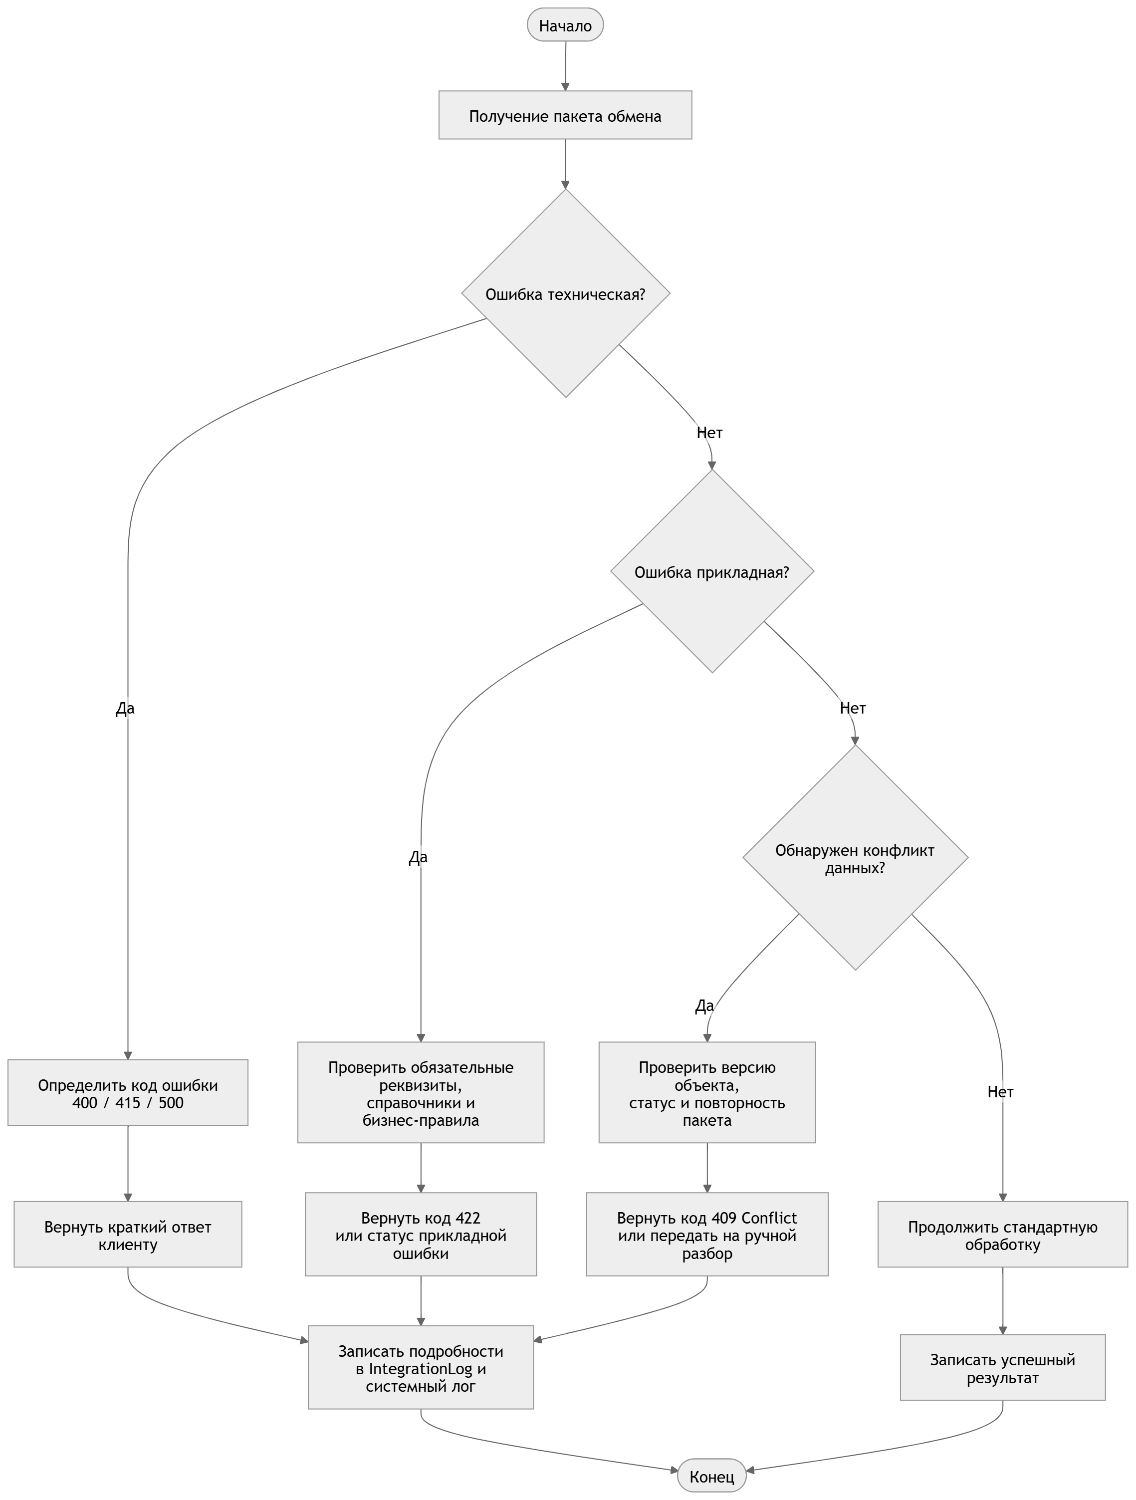 Начало
Получение пакета обмена
Ошибка техническая?
Нет
Ошибка прикладная?
Да
Нет
Да
Обнаружен конфликт
данных?
Да
Нет
Определить код ошибки
400 / 415 / 500
Проверить обязательные
реквизиты,
справочники и
бизнес-правила
Проверить версию
объекта,
статус и повторность
пакета
Вернуть краткий ответ
клиенту
Вернуть код 422
или статус прикладной
ошибки
Вернуть код 409 Conflict
или передать на ручной
разбор
Продолжить стандартную
обработку
Записать подробности
в IntegrationLog и
системный лог
Записать успешный
результат
Конец